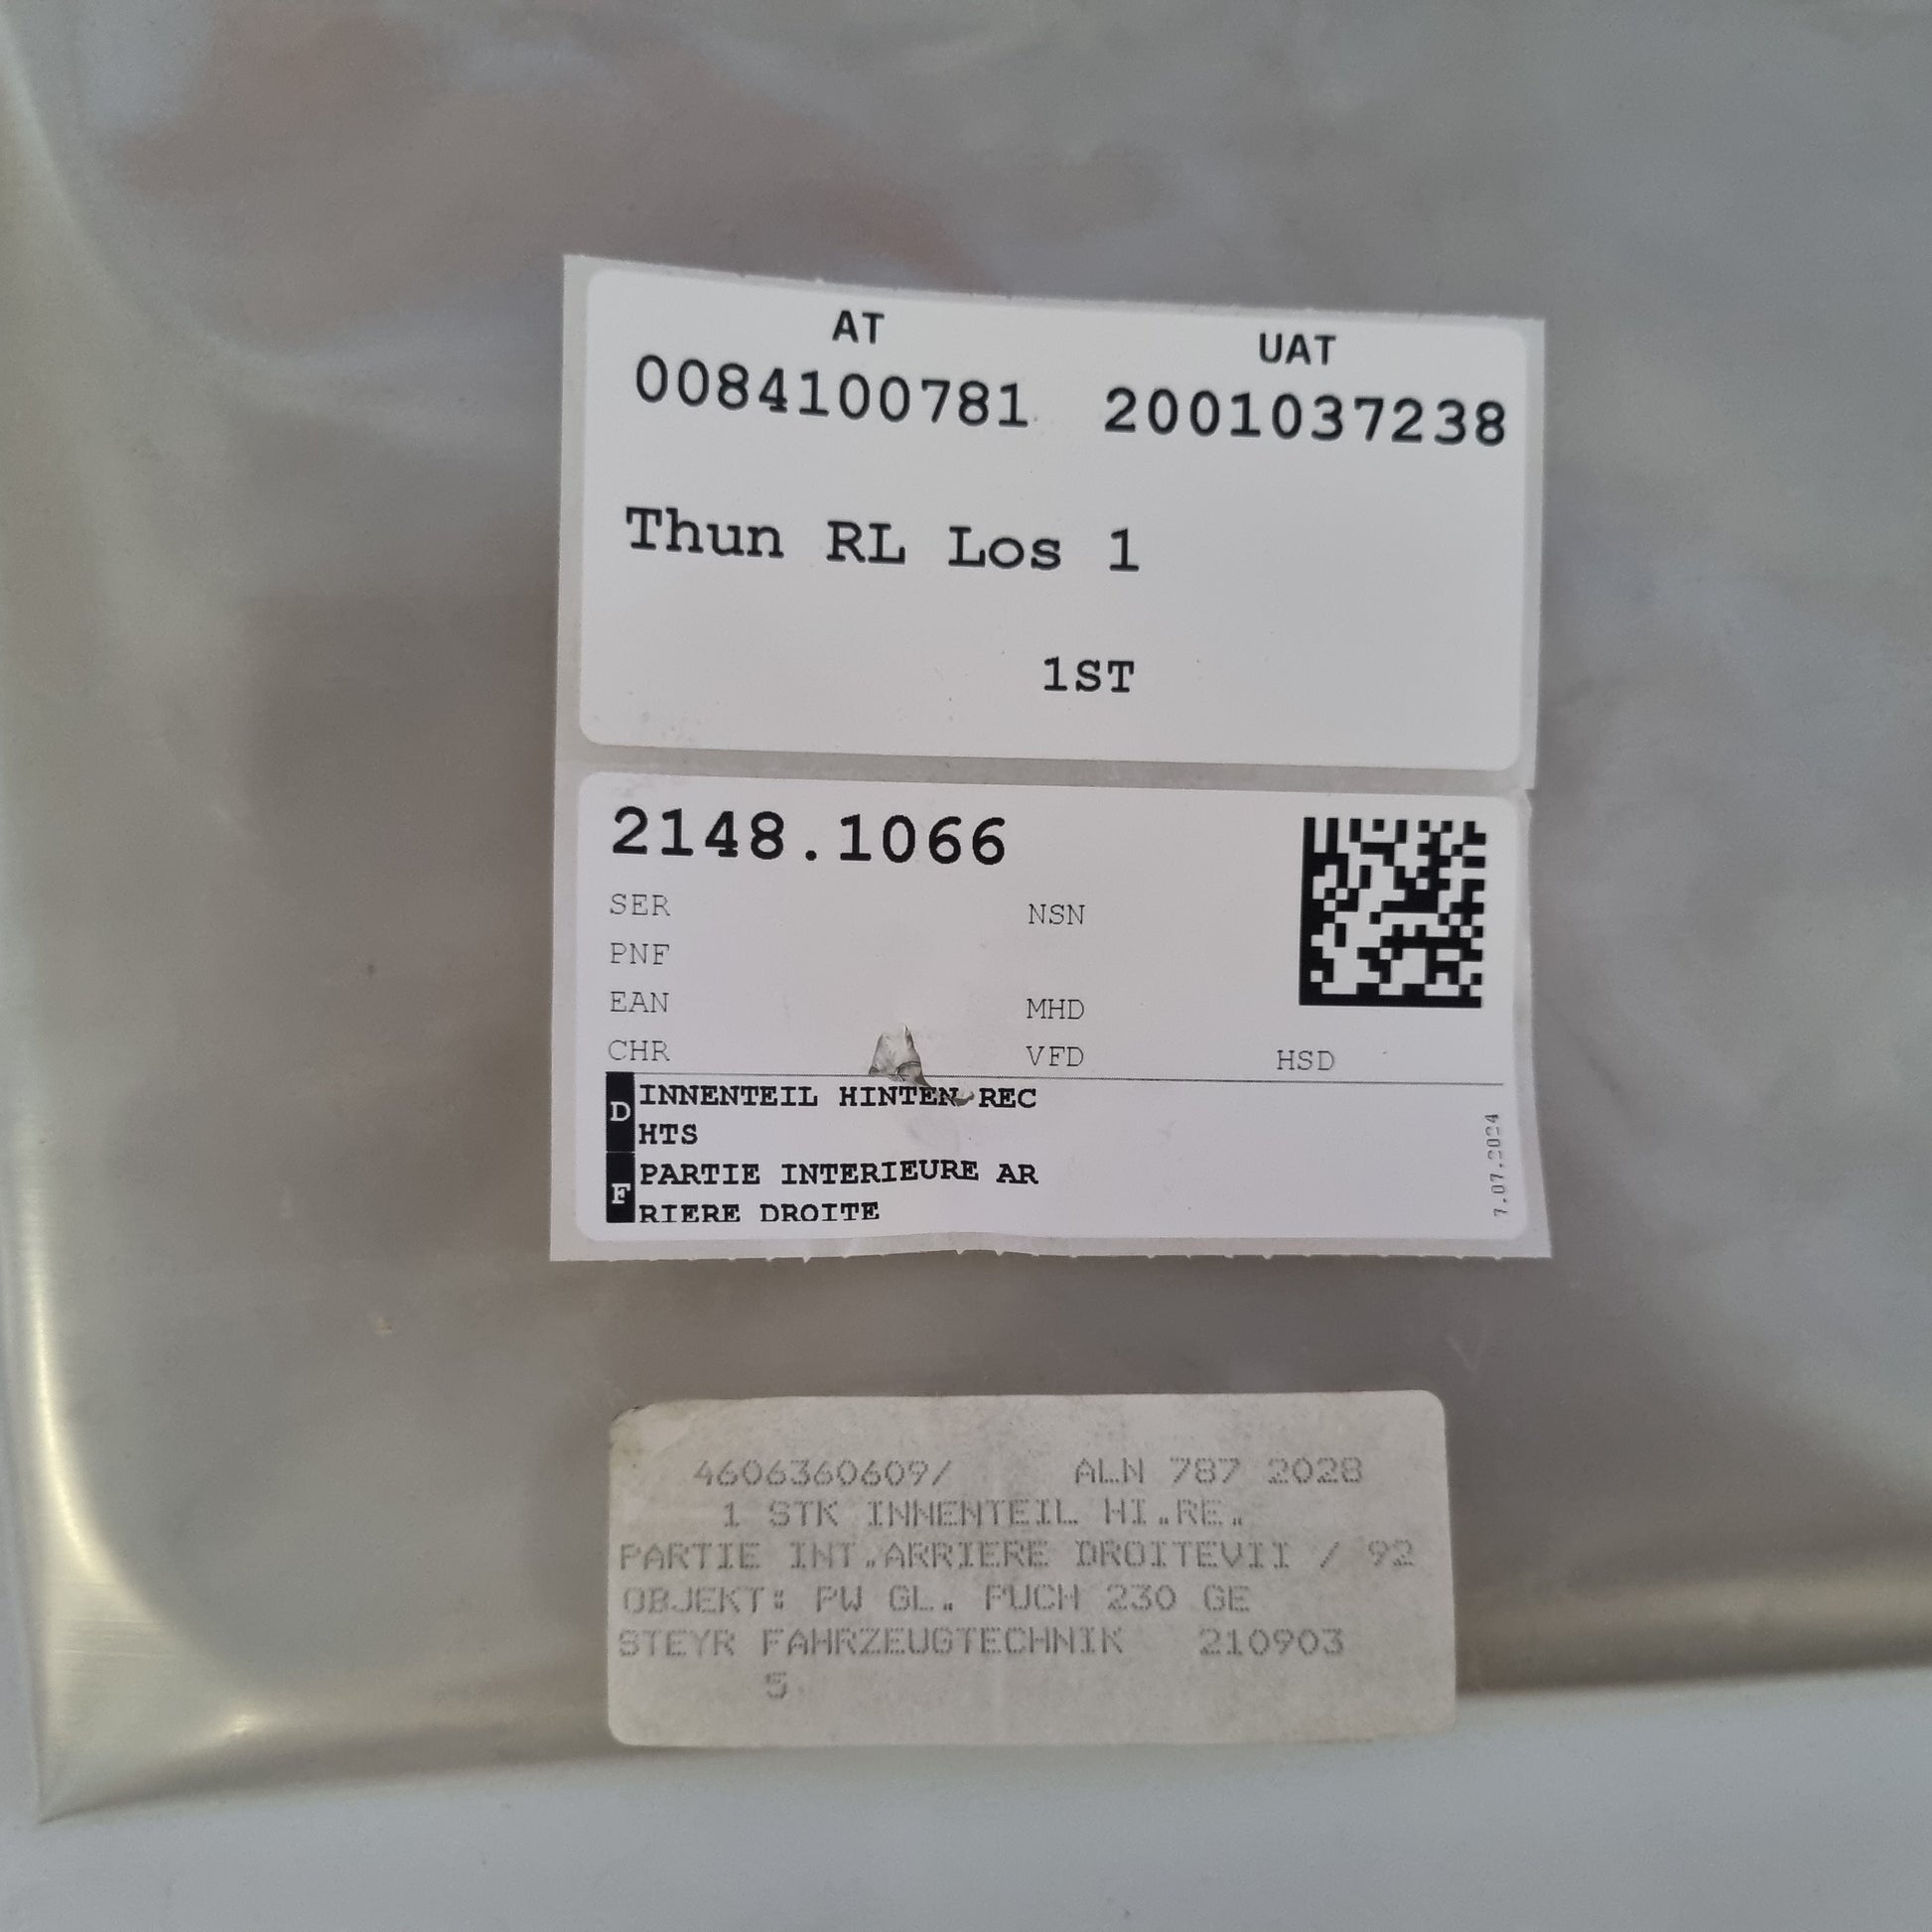 AT UAT
0084100781 2001037238
Thun RL Los 1
1ST
2148.1066
SER NSN
PNF
EAN MHD
CHR VFD HSD
D INNENTEIL HINTEN REC
HTS
F PARTIE INTERIEURE AR
RIERE DROITE
7.07.2024
4606360609/ ALN 787 2028
1 STK INNENTEIL HI.RE.
PARTIE INT.ARRIERE DROITEVII / 92
OBJEKT: PW GL. PUCH 230 GE
STEYR FAHRZEUGTECHNIK 210903
5